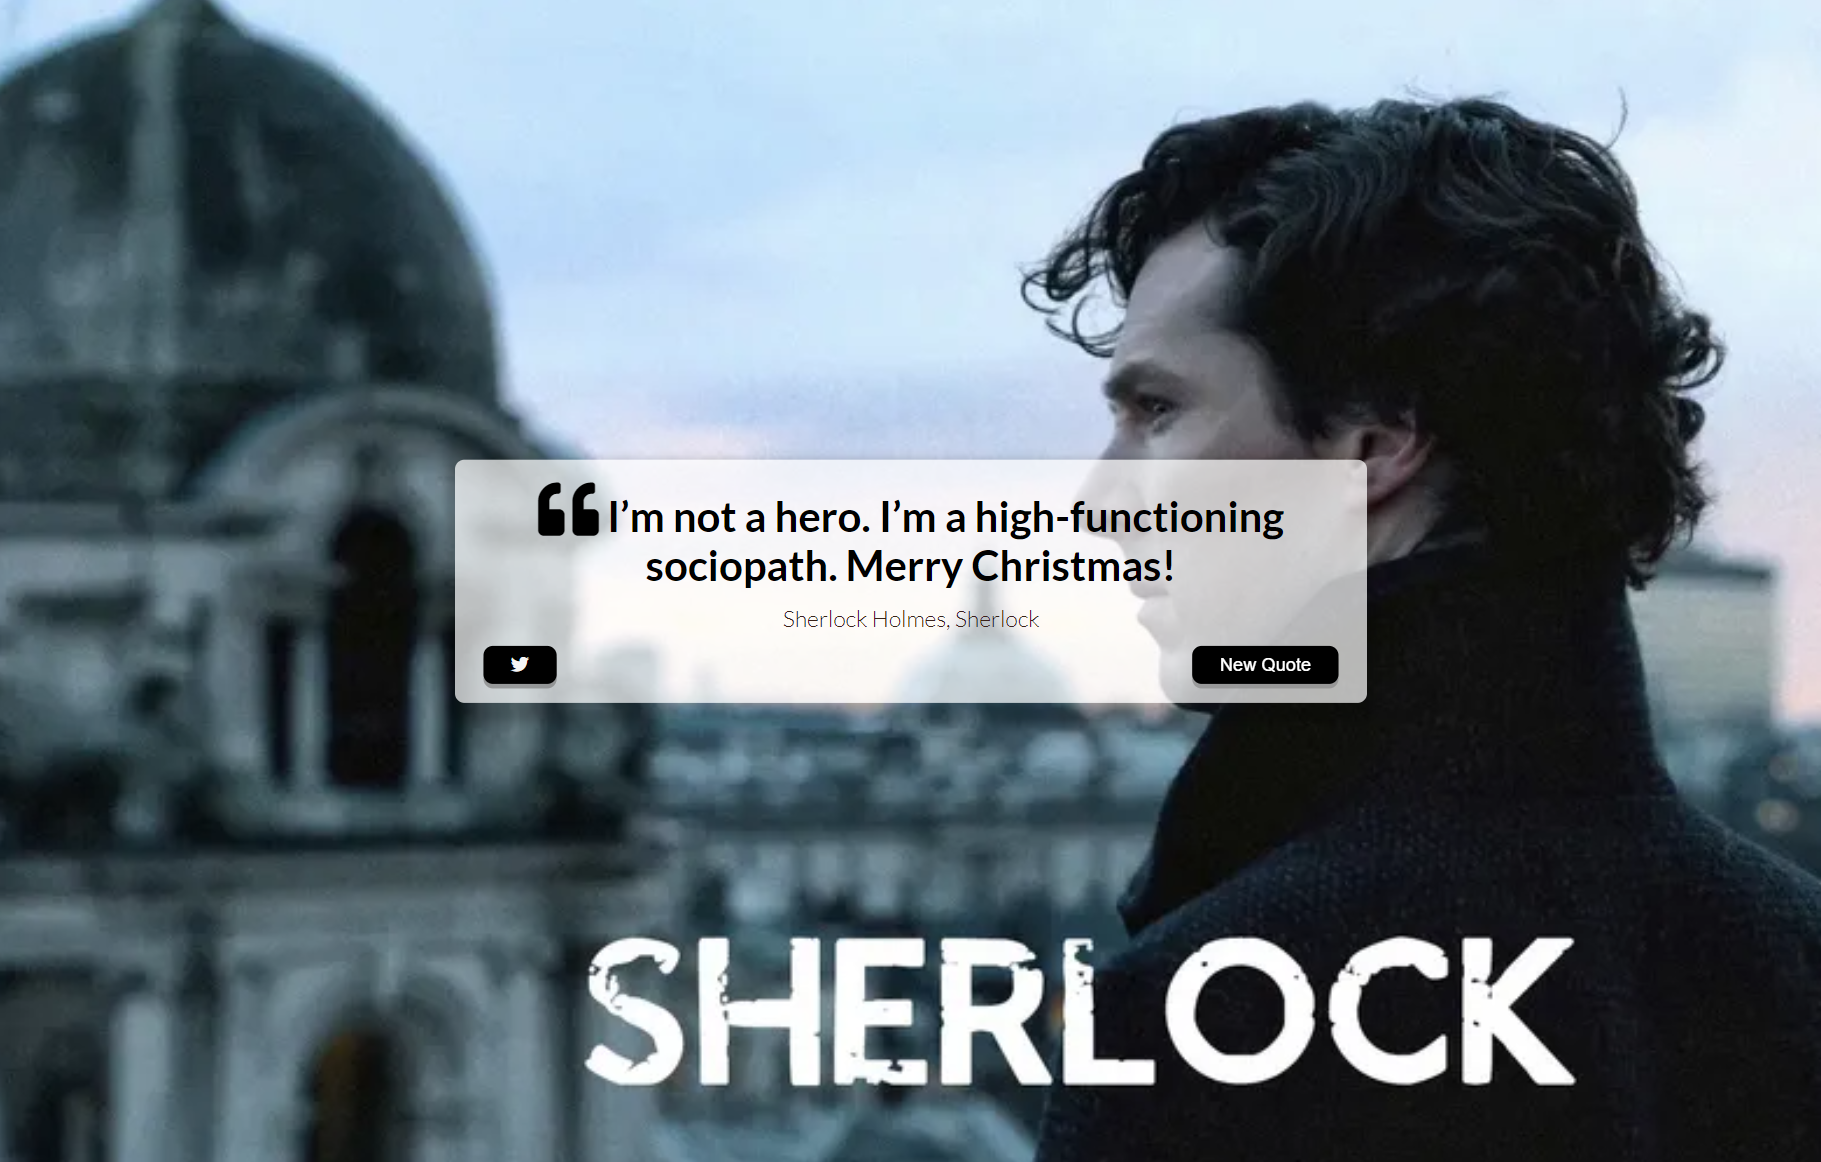 I’m not a hero. I’m a high-functioning
sociopath. Merry Christmas!
Sherlock Holmes, Sherlock
New Quote
SHERLOCK